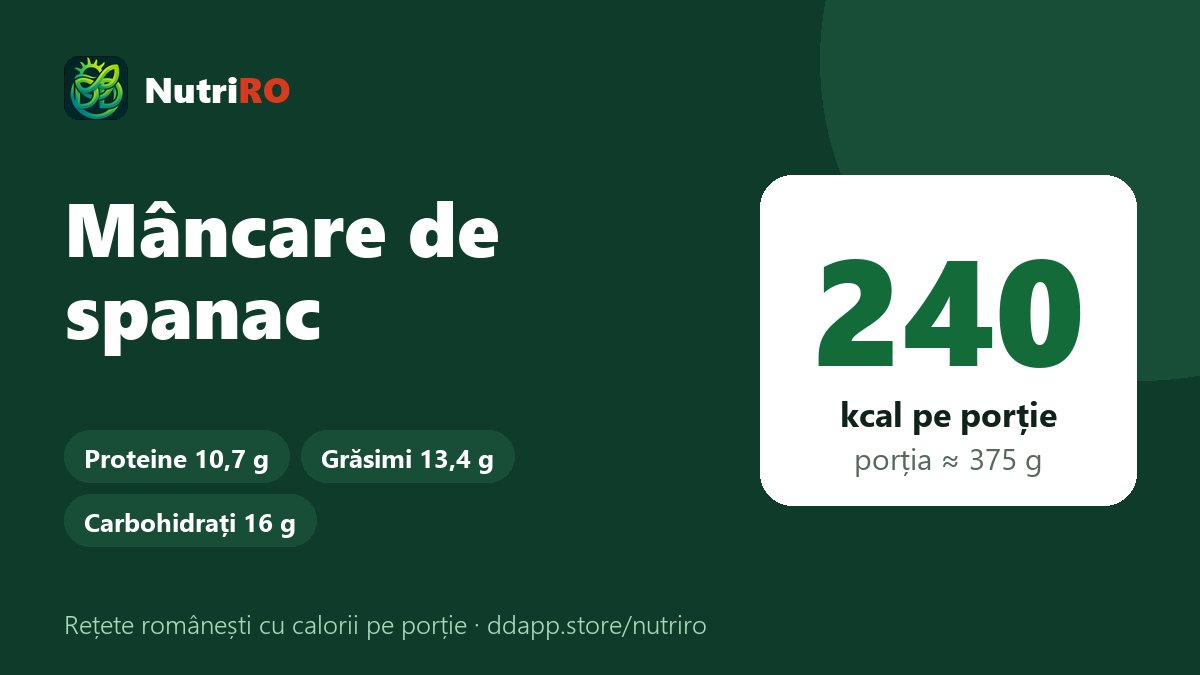 NutriRO
Mâncare de
spanac
Proteine 10,7 g
Grăsimi 13,4 g
Carbohidrați 16 g
240
kcal pe porție
porția ≈ 375 g
Rețete românești cu calorii pe porție · ddapp.store/nutriro